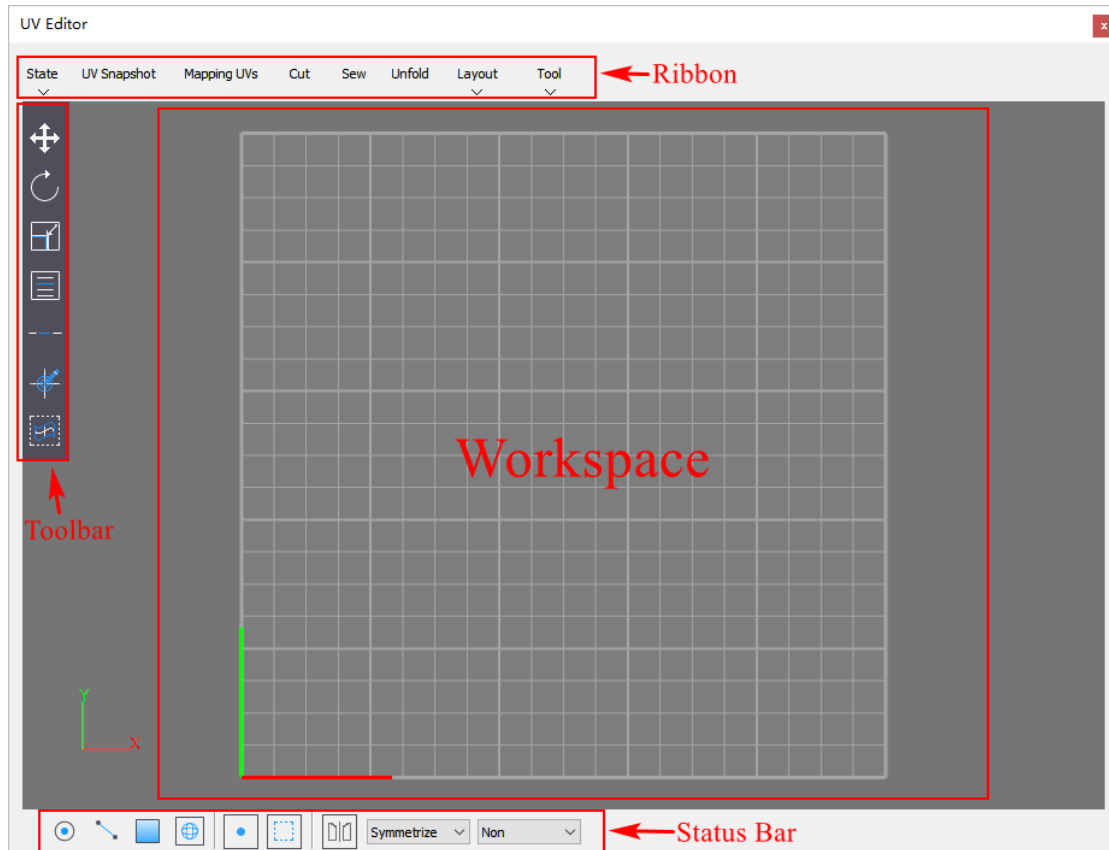 UV Editor
x
State UV Snapshot Mapping UVs Cut Sew Unfold Layout Tool
Ribbon
Workspace
Toolbar
Y
X
Symmetrize Non
Status Bar